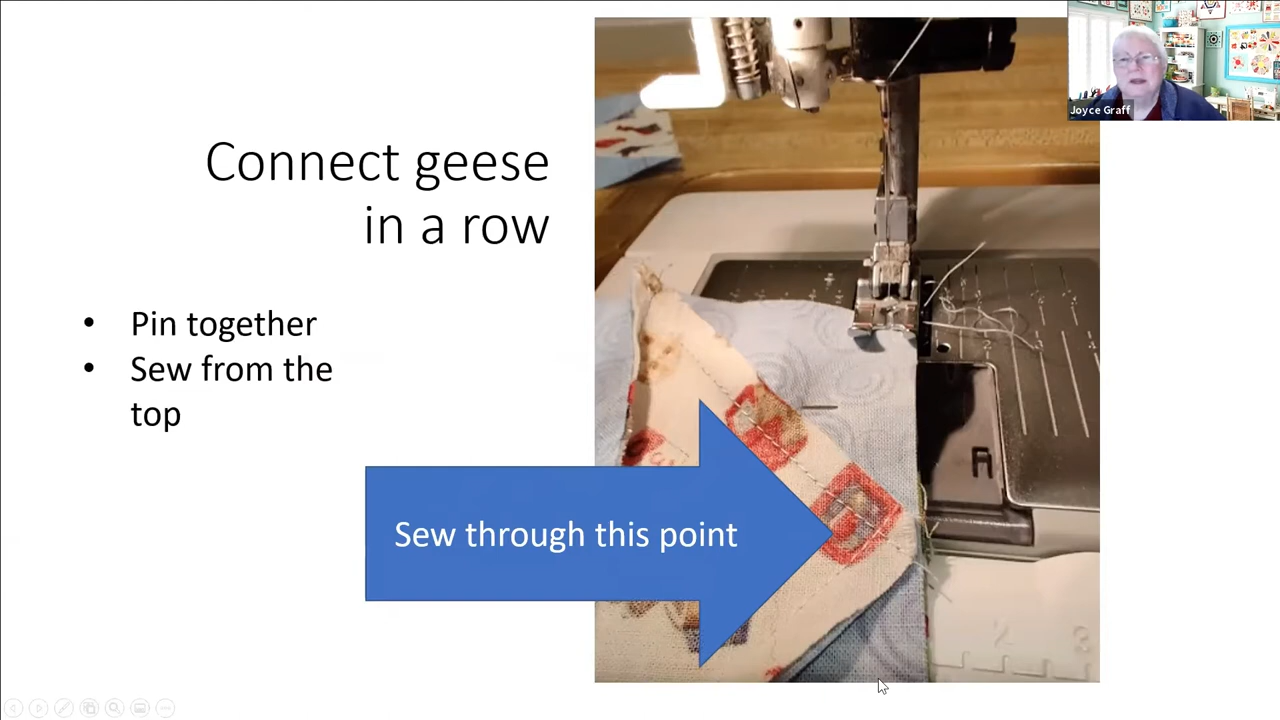 Connect geese
in a row
• Pin together
• Sew from the
top
Sew through this point
Joyce Graff